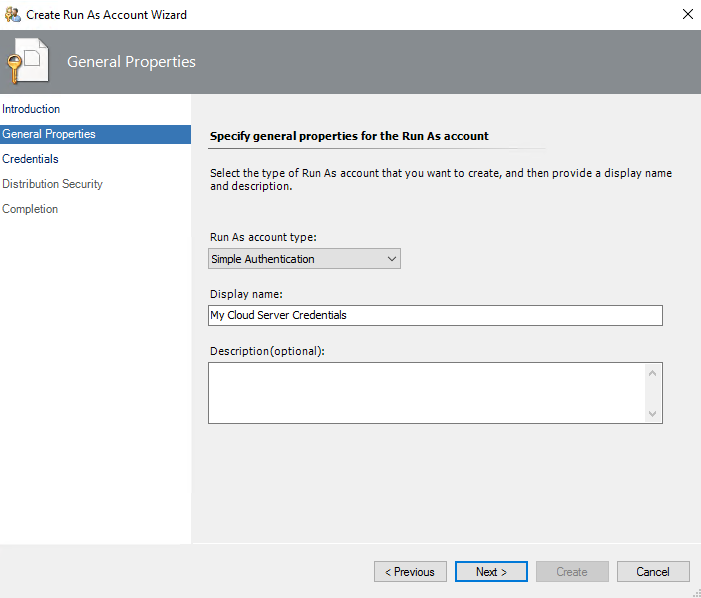 Create Run As Account Wizard
General Properties
Introduction
General Properties
Credentials
Distribution Security
Completion
Specify general properties for the Run As account
Select the type of Run As account that you want to create, and then provide a display name
and description.
Run As account type:
Simple Authentication
Display name:
My Cloud Server Credentials
Description(optional):
< Previous
Next >
Create
Cancel